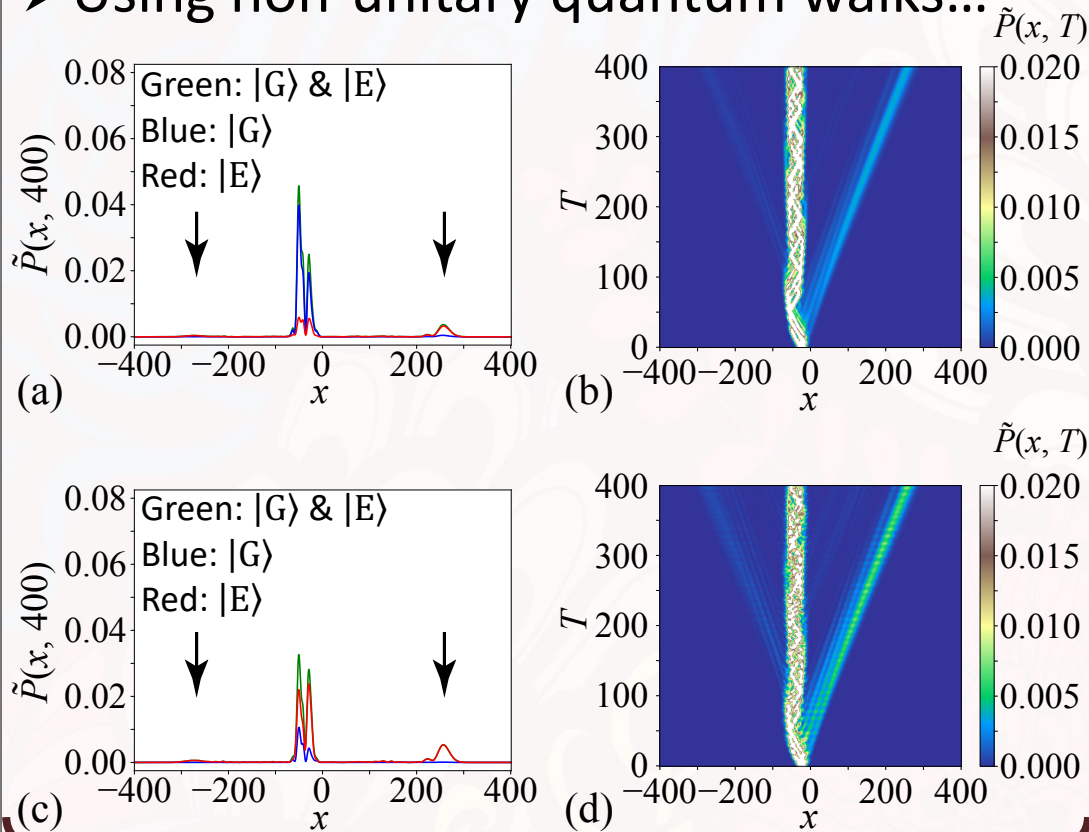 ➤ Using non-unitary quantum walks…
P̃(x, T)
0.08
0.06
0.04
0.02
0.00
P̃(x, 400)
Green: |G⟩ & |E⟩
Blue: |G⟩
Red: |E⟩
−400 −200 0 200 400
x
(a)
400
300
200
100
0
T
−400 −200 0 200 400
x
(b)
0.020
0.015
0.010
0.005
0.000
P̃(x, T)
0.08
0.06
0.04
0.02
0.00
P̃(x, 400)
Green: |G⟩ & |E⟩
Blue: |G⟩
Red: |E⟩
−400 −200 0 200 400
x
(c)
400
300
200
100
0
T
−400 −200 0 200 400
x
(d)
0.020
0.015
0.010
0.005
0.000